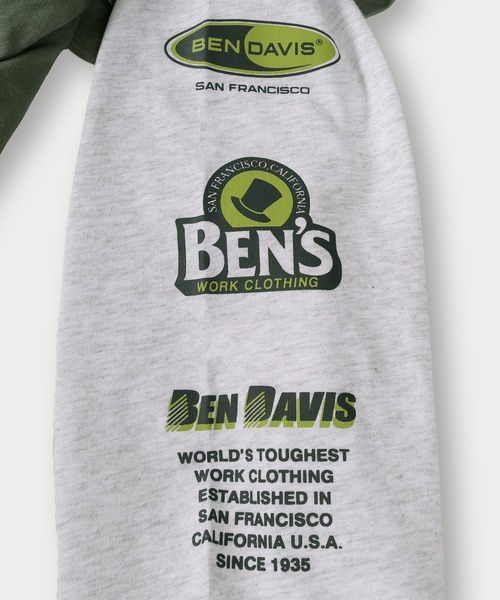 BEN DAVIS®
SAN FRANCISCO
SAN FRANCISCO, CALIFORNIA
BEN'S
WORK CLOTHING
BEN DAVIS
WORLD'S TOUGHEST
WORK CLOTHING
ESTABLISHED IN
SAN FRANCISCO
CALIFORNIA U.S.A.
SINCE 1935